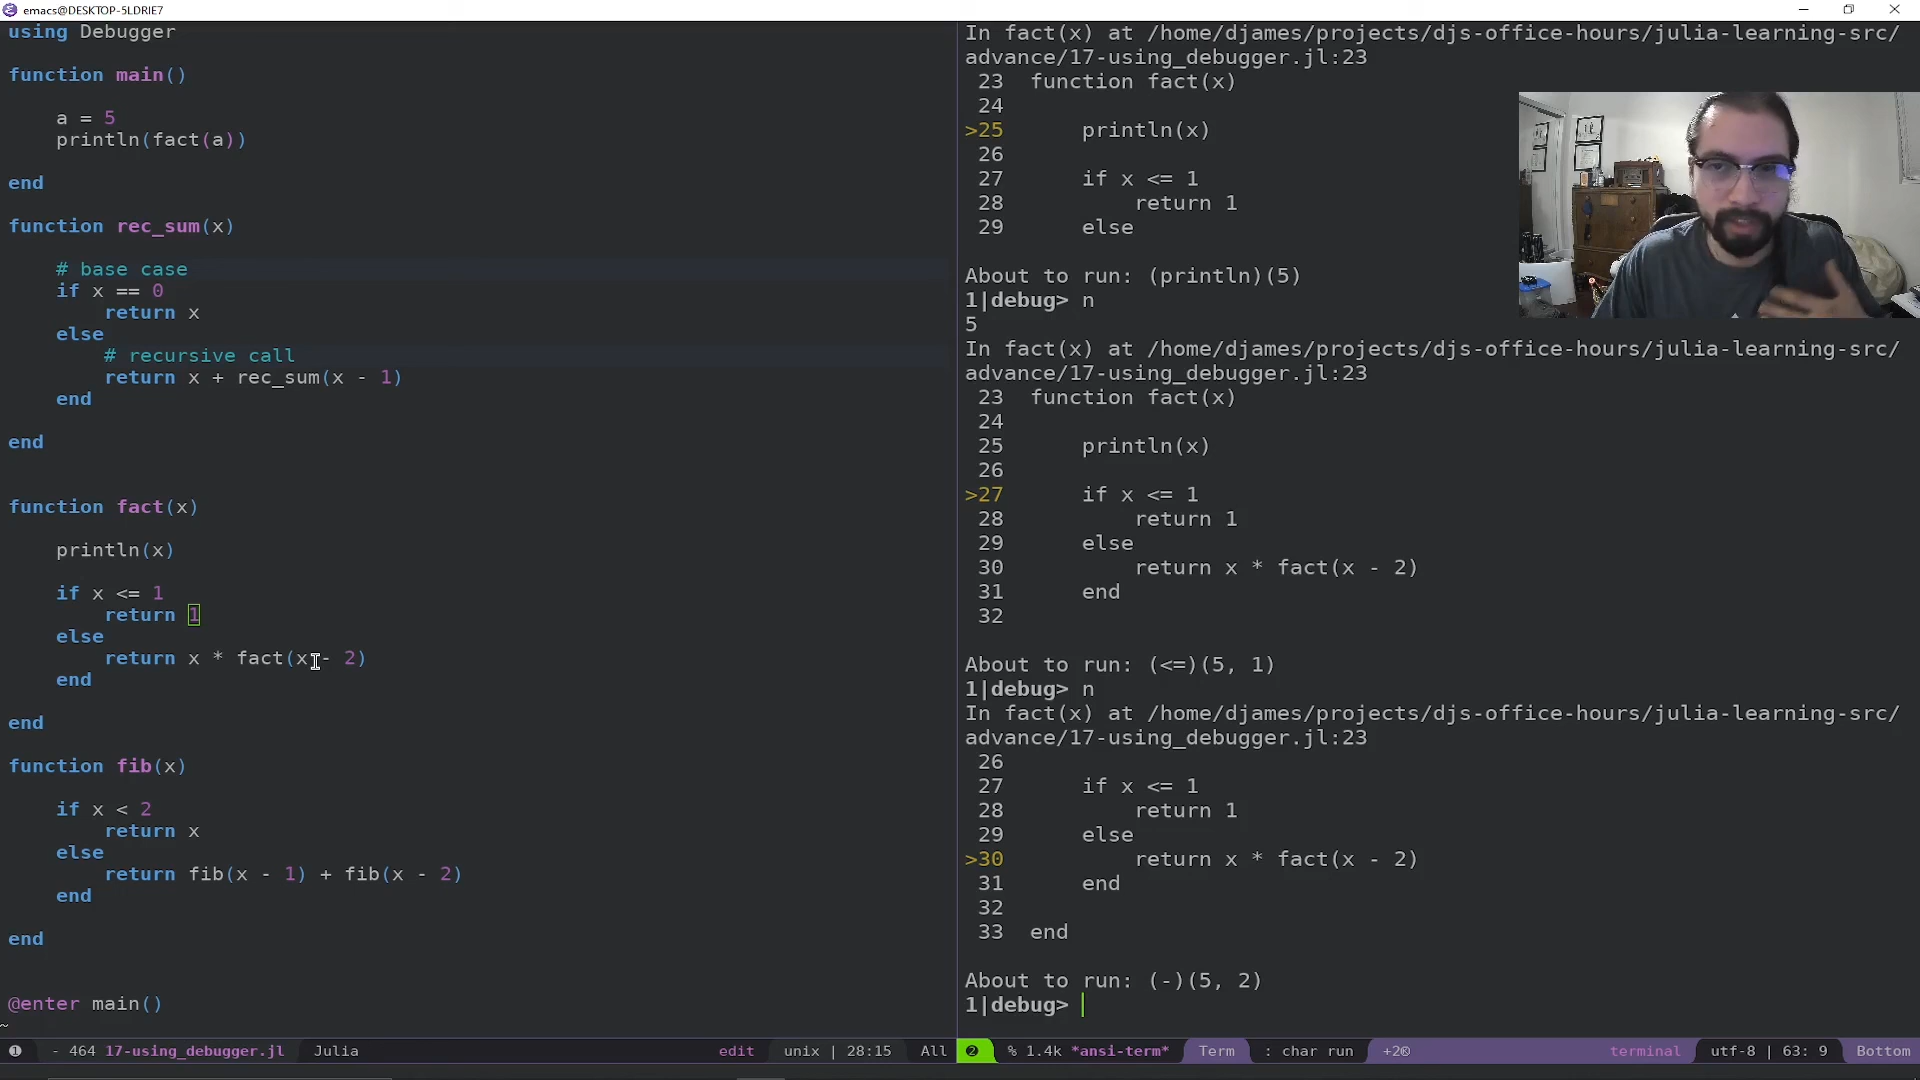 emacs@DESKTOP-5LDRIE7
using Debugger
function main()
a = 5
println(fact(a))
end
function rec_sum(x)
# base case
if x == 0
return x
else
# recursive call
return x + rec_sum(x - 1)
end
end
function fact(x)
println(x)
if x <= 1
return 1
else
return x * fact(x - 2)
end
end
function fib(x)
if x < 2
return x
else
return fib(x - 1) + fib(x - 2)
end
end
@enter main()
~
1 - 464 17-using_debugger.jl Julia edit unix | 28:15 All
In fact(x) at /home/djames/projects/djs-office-hours/julia-learning-src/
advance/17-using_debugger.jl:23
23 function fact(x)
24
>25 println(x)
26
27 if x <= 1
28 return 1
29 else
About to run: (println)(5)
1|debug> n
5
In fact(x) at /home/djames/projects/djs-office-hours/julia-learning-src/
advance/17-using_debugger.jl:23
23 function fact(x)
24
25 println(x)
26
>27 if x <= 1
28 return 1
29 else
30 return x * fact(x - 2)
31 end
32
About to run: (<=)(5, 1)
1|debug> n
In fact(x) at /home/djames/projects/djs-office-hours/julia-learning-src/
advance/17-using_debugger.jl:23
26
27 if x <= 1
28 return 1
29 else
>30 return x * fact(x - 2)
31 end
32
33 end
About to run: (-)(5, 2)
1|debug>
2 % 1.4k *ansi-term* Term : char run +2© terminal utf-8 | 63: 9 Bottom